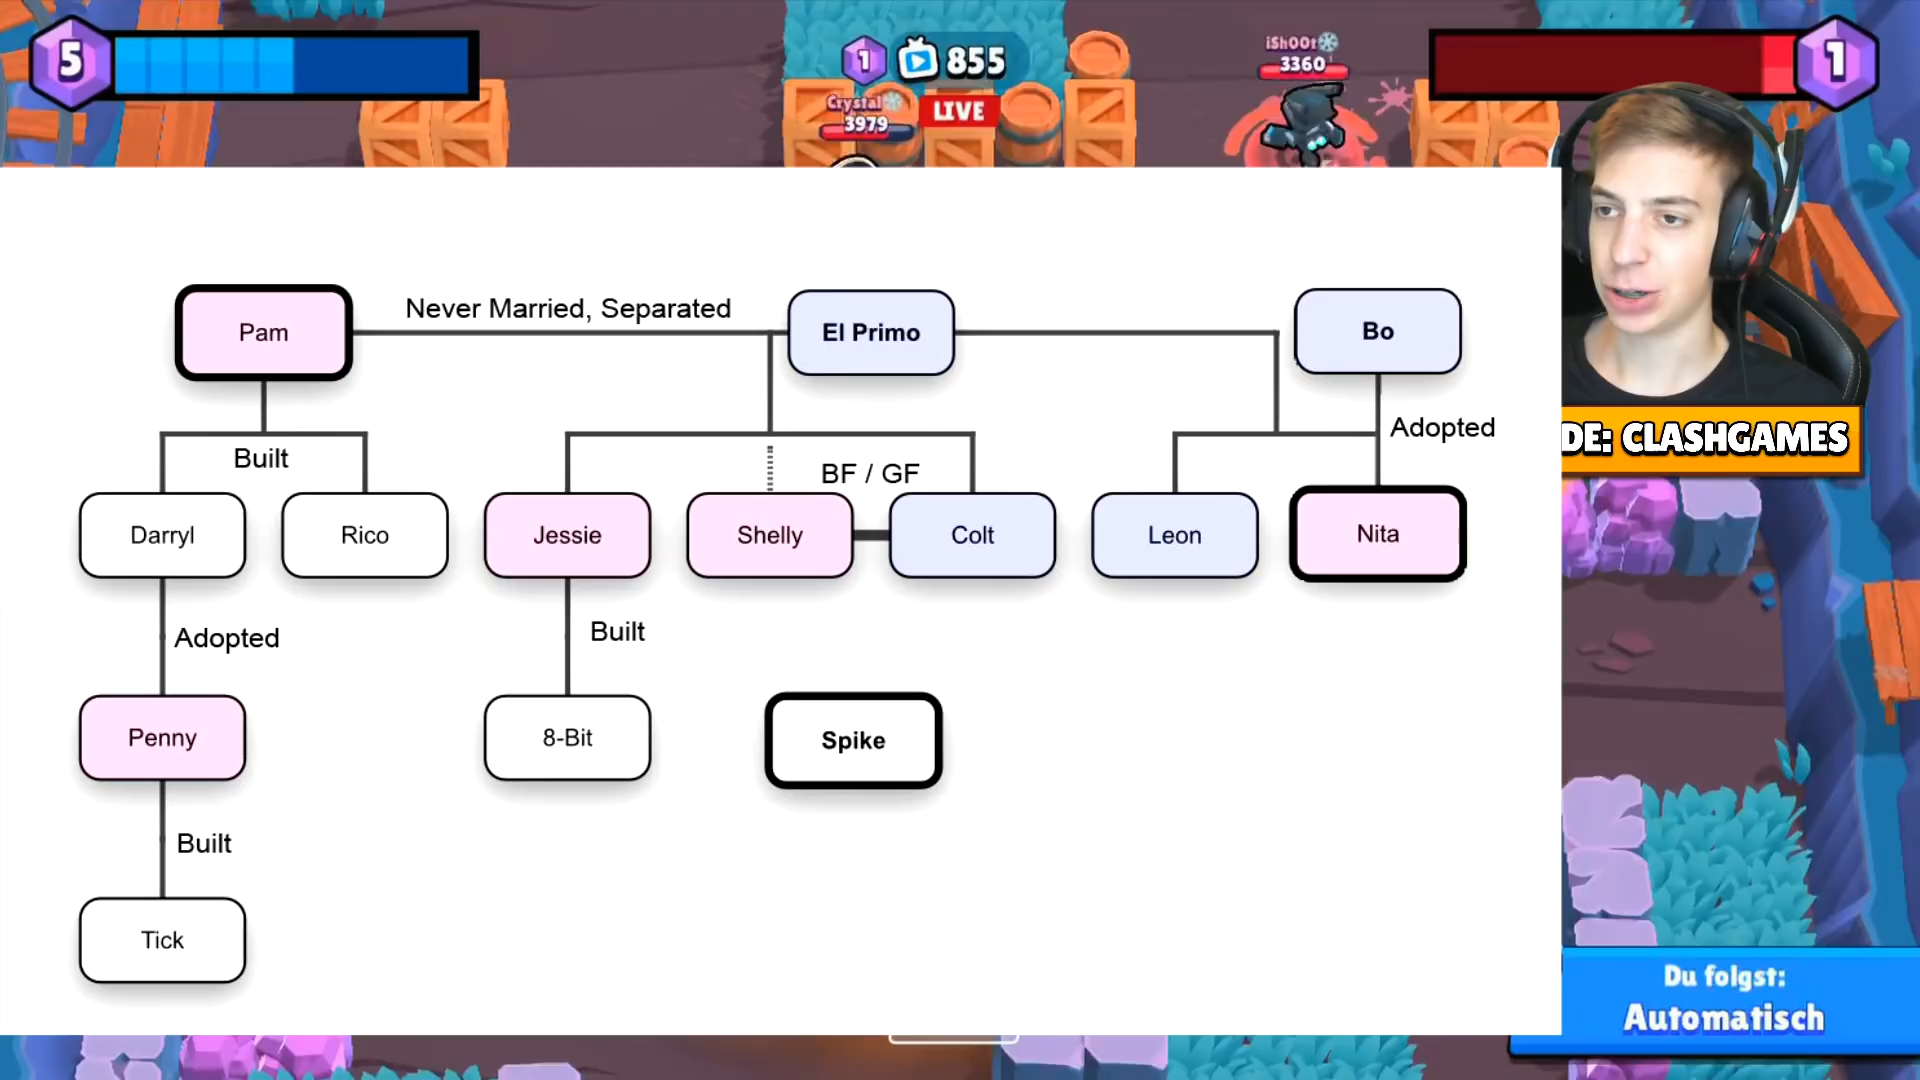 5
1
855
LIVE
Crystal
3979
iSh00t
3360
1
Pam
Never Married, Separated
El Primo
Bo
Built
BF / GF
Adopted
Darryl
Rico
Jessie
Shelly
Colt
Leon
Nita
Adopted
Built
Penny
8-Bit
Spike
Built
Tick
DE: CLASHGAMES
Du folgst:
Automatisch